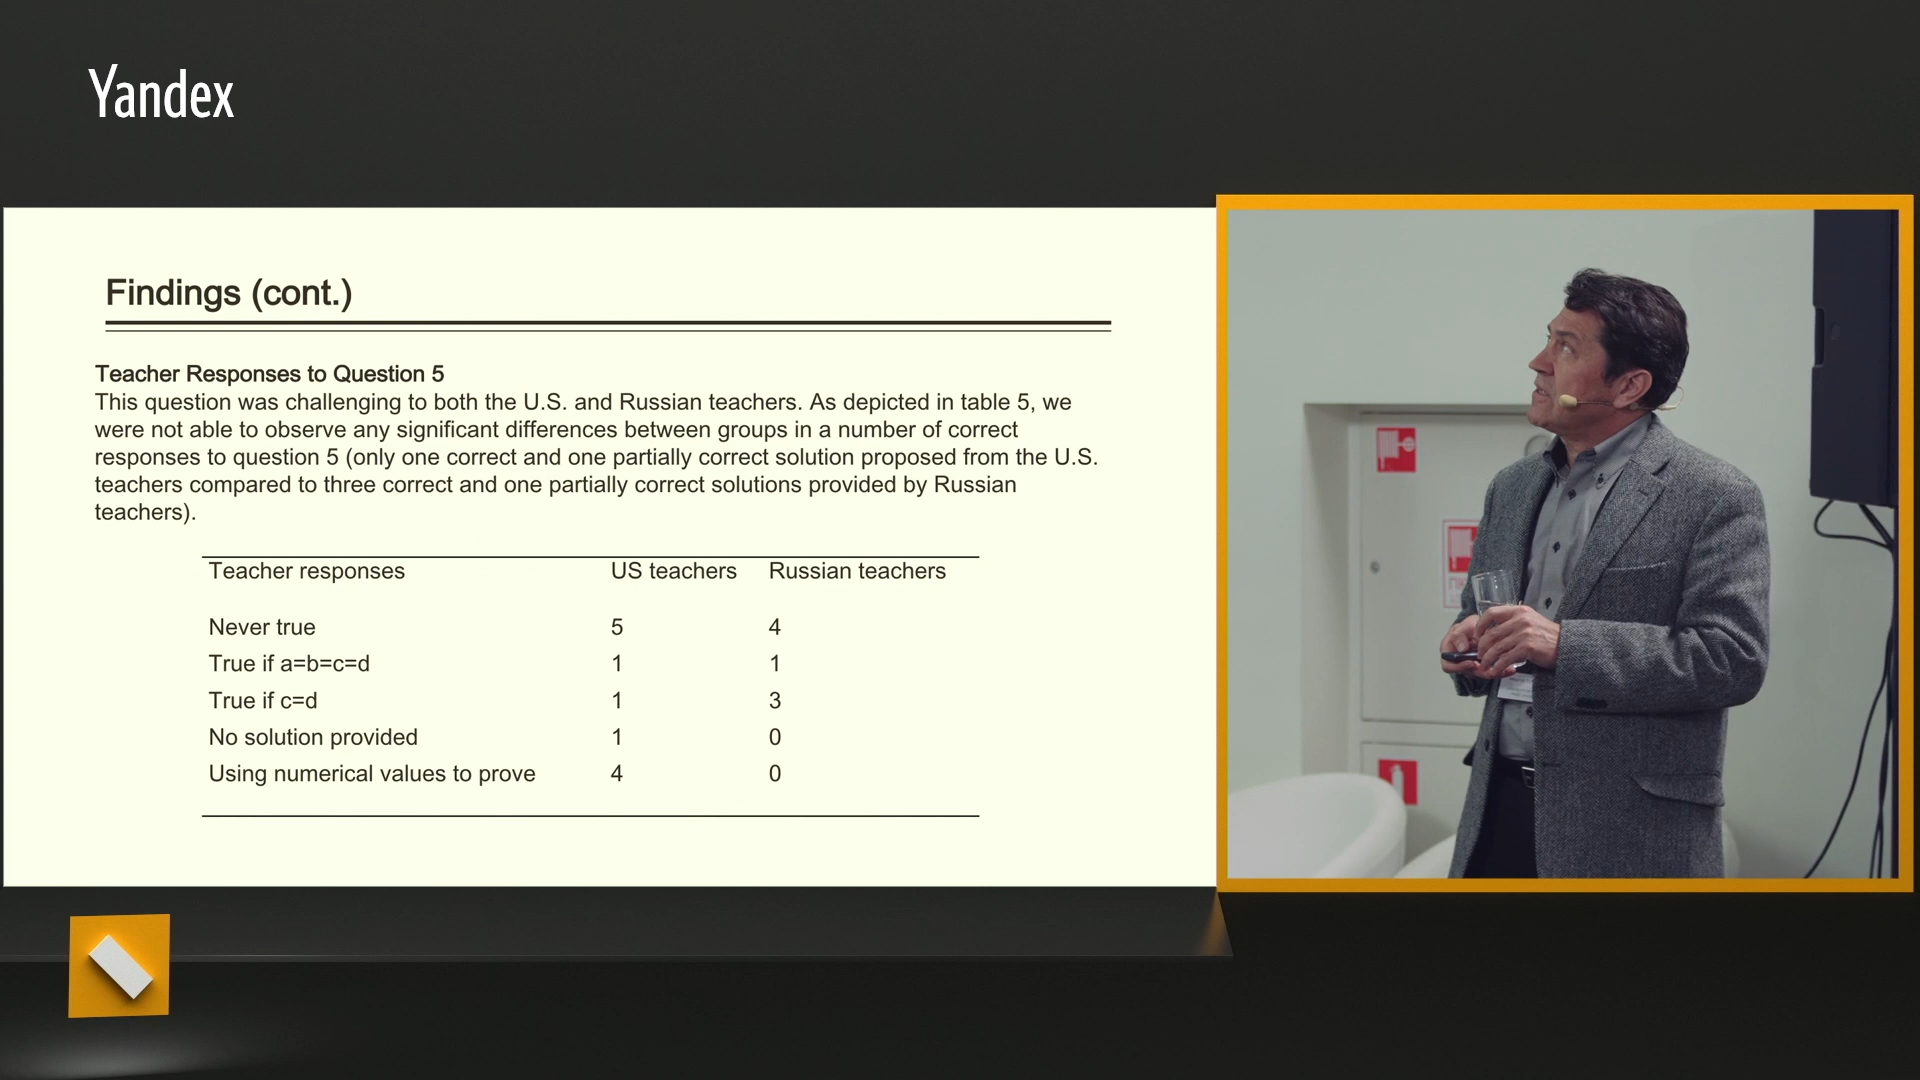 Yandex
Findings (cont.)
Teacher Responses to Question 5
This question was challenging to both the U.S. and Russian teachers. As depicted in table 5, we
were not able to observe any significant differences between groups in a number of correct
responses to question 5 (only one correct and one partially correct solution proposed from the U.S.
teachers compared to three correct and one partially correct solutions provided by Russian
teachers).
Teacher responses US teachers Russian teachers
Never true 5 4
True if a=b=c=d 1 1
True if c=d 1 3
No solution provided 1 0
Using numerical values to prove 4 0